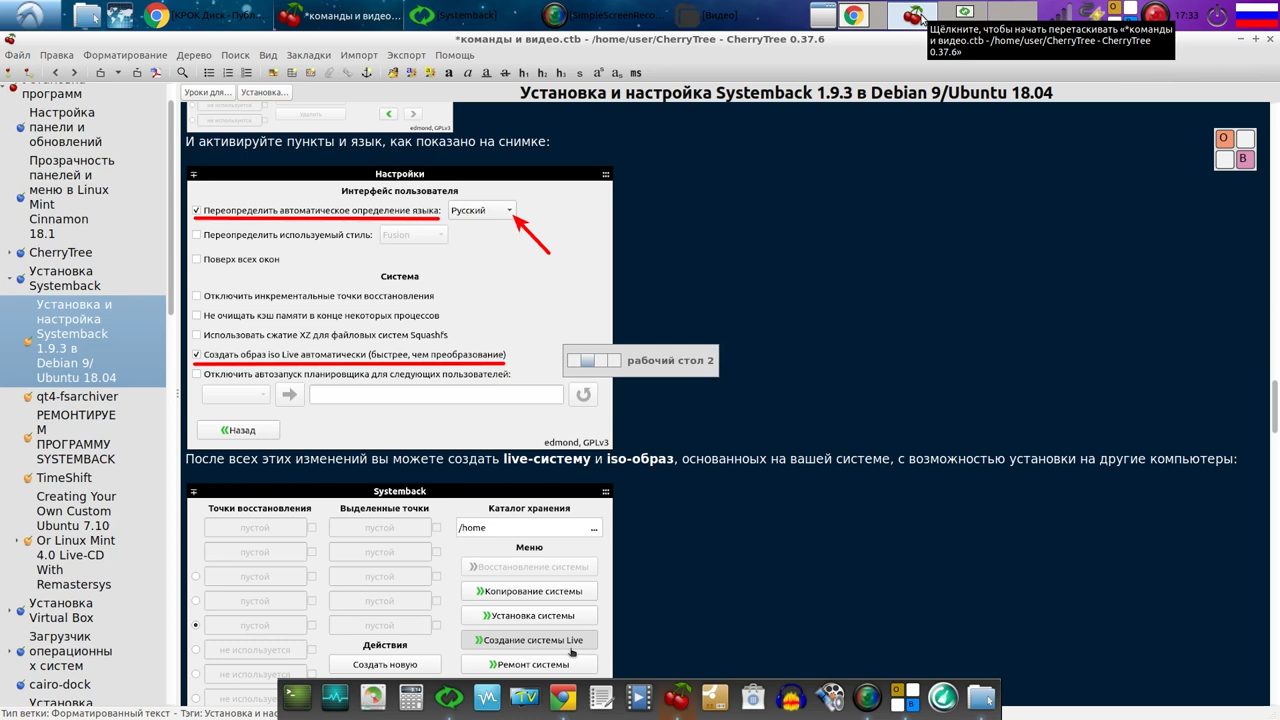 (КРОК Диск - Публ...
*команды и видео...
[Systemback]
(SimpleScreenReco...
[Видео]
17:33
Щёлкните, чтобы начать перетаскивать «*команды
и видео.ctb - /home/user/CherryTree - CherryTree
0.37.6»
*команды и видео.ctb - /home/user/CherryTree - CherryTree 0.37.6
Файл Правка Форматирование Дерево Поиск Вид Закладки Импорт Экспорт Помощь
a a a a h₁ h₂ h₃ s aˢ aₛ ms
Установка
программ
Настройка
панели и
обновлений
Прозрачность
панелей и
меню в Linux
Mint
Cinnamon
18.1
CherryTree
Установка
Systemback
Установка и
настройка
Systemback
1.9.3 в
Debian 9/
Ubuntu 18.04
qt4-fsarchiver
РЕМОНТИРУЕ
М
ПРОГРАММУ
SYSTEMBACK
TimeShift
Creating Your
Own Custom
Ubuntu 7.10
Or Linux Mint
4.0 Live-CD
With
Remastersys
Установка
Virtual Box
Загрузчик
операционны
х систем
cairo-dock
Установка
Уроки для... Установка...
Установка и настройка Systemback 1.9.3 в Debian 9/Ubuntu 18.04
не используется
удалить
edmond, GPLv3
И активируйте пункты и язык, как показано на снимке:
O
B
Настройки
Интерфейс пользователя
Переопределить автоматическое определение языка: Русский
Переопределить используемый стиль: Fusion
Поверх всех окон
Система
Отключить инкрементальные точки восстановления
Не очищать кэш памяти в конце некоторых процессов
Использовать сжатие XZ для файловых систем Squashfs
Создать образ iso Live автоматически (быстрее, чем преобразование)
Отключить автозапуск планировщика для следующих пользователей:
Назад
edmond, GPLv3
рабочий стол 2
После всех этих изменений вы можете создать live-систему и iso-образ, основанноых на вашей системе, с возможностью установки на другие компьютеры:
Systemback
Точки восстановления Выделенные точки Каталог хранения
пустой пустой /home ...
пустой пустой Меню
пустой пустой Восстановление системы
пустой пустой Копирование системы
пустой пустой Установка системы
не используется Действия Создание системы Live
не используется Создать новую Ремонт системы
не используется
TV
O
B
Тип ветки: Форматированный текст - Тэги: Установка и нас